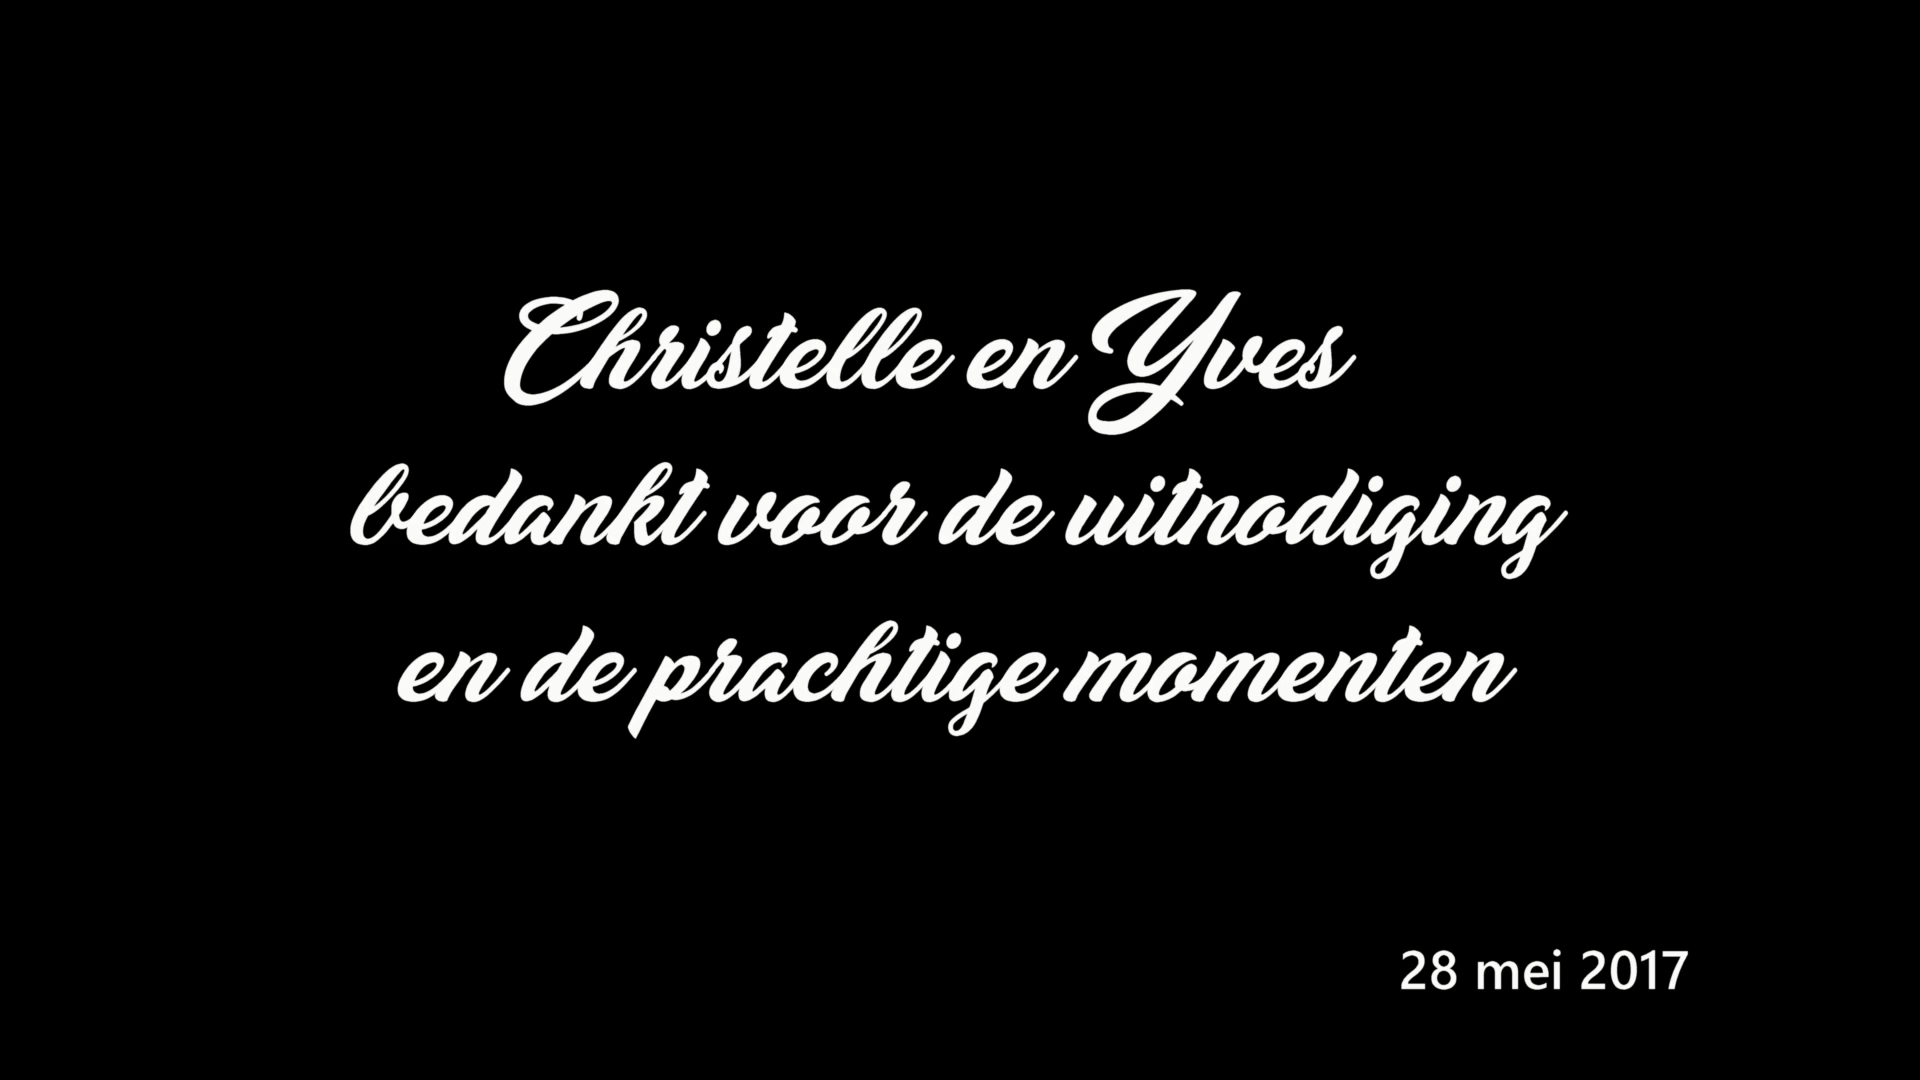 Christelle en Yves
bedankt voor de uitnodiging
en de prachtige momenten
28 mei 2017